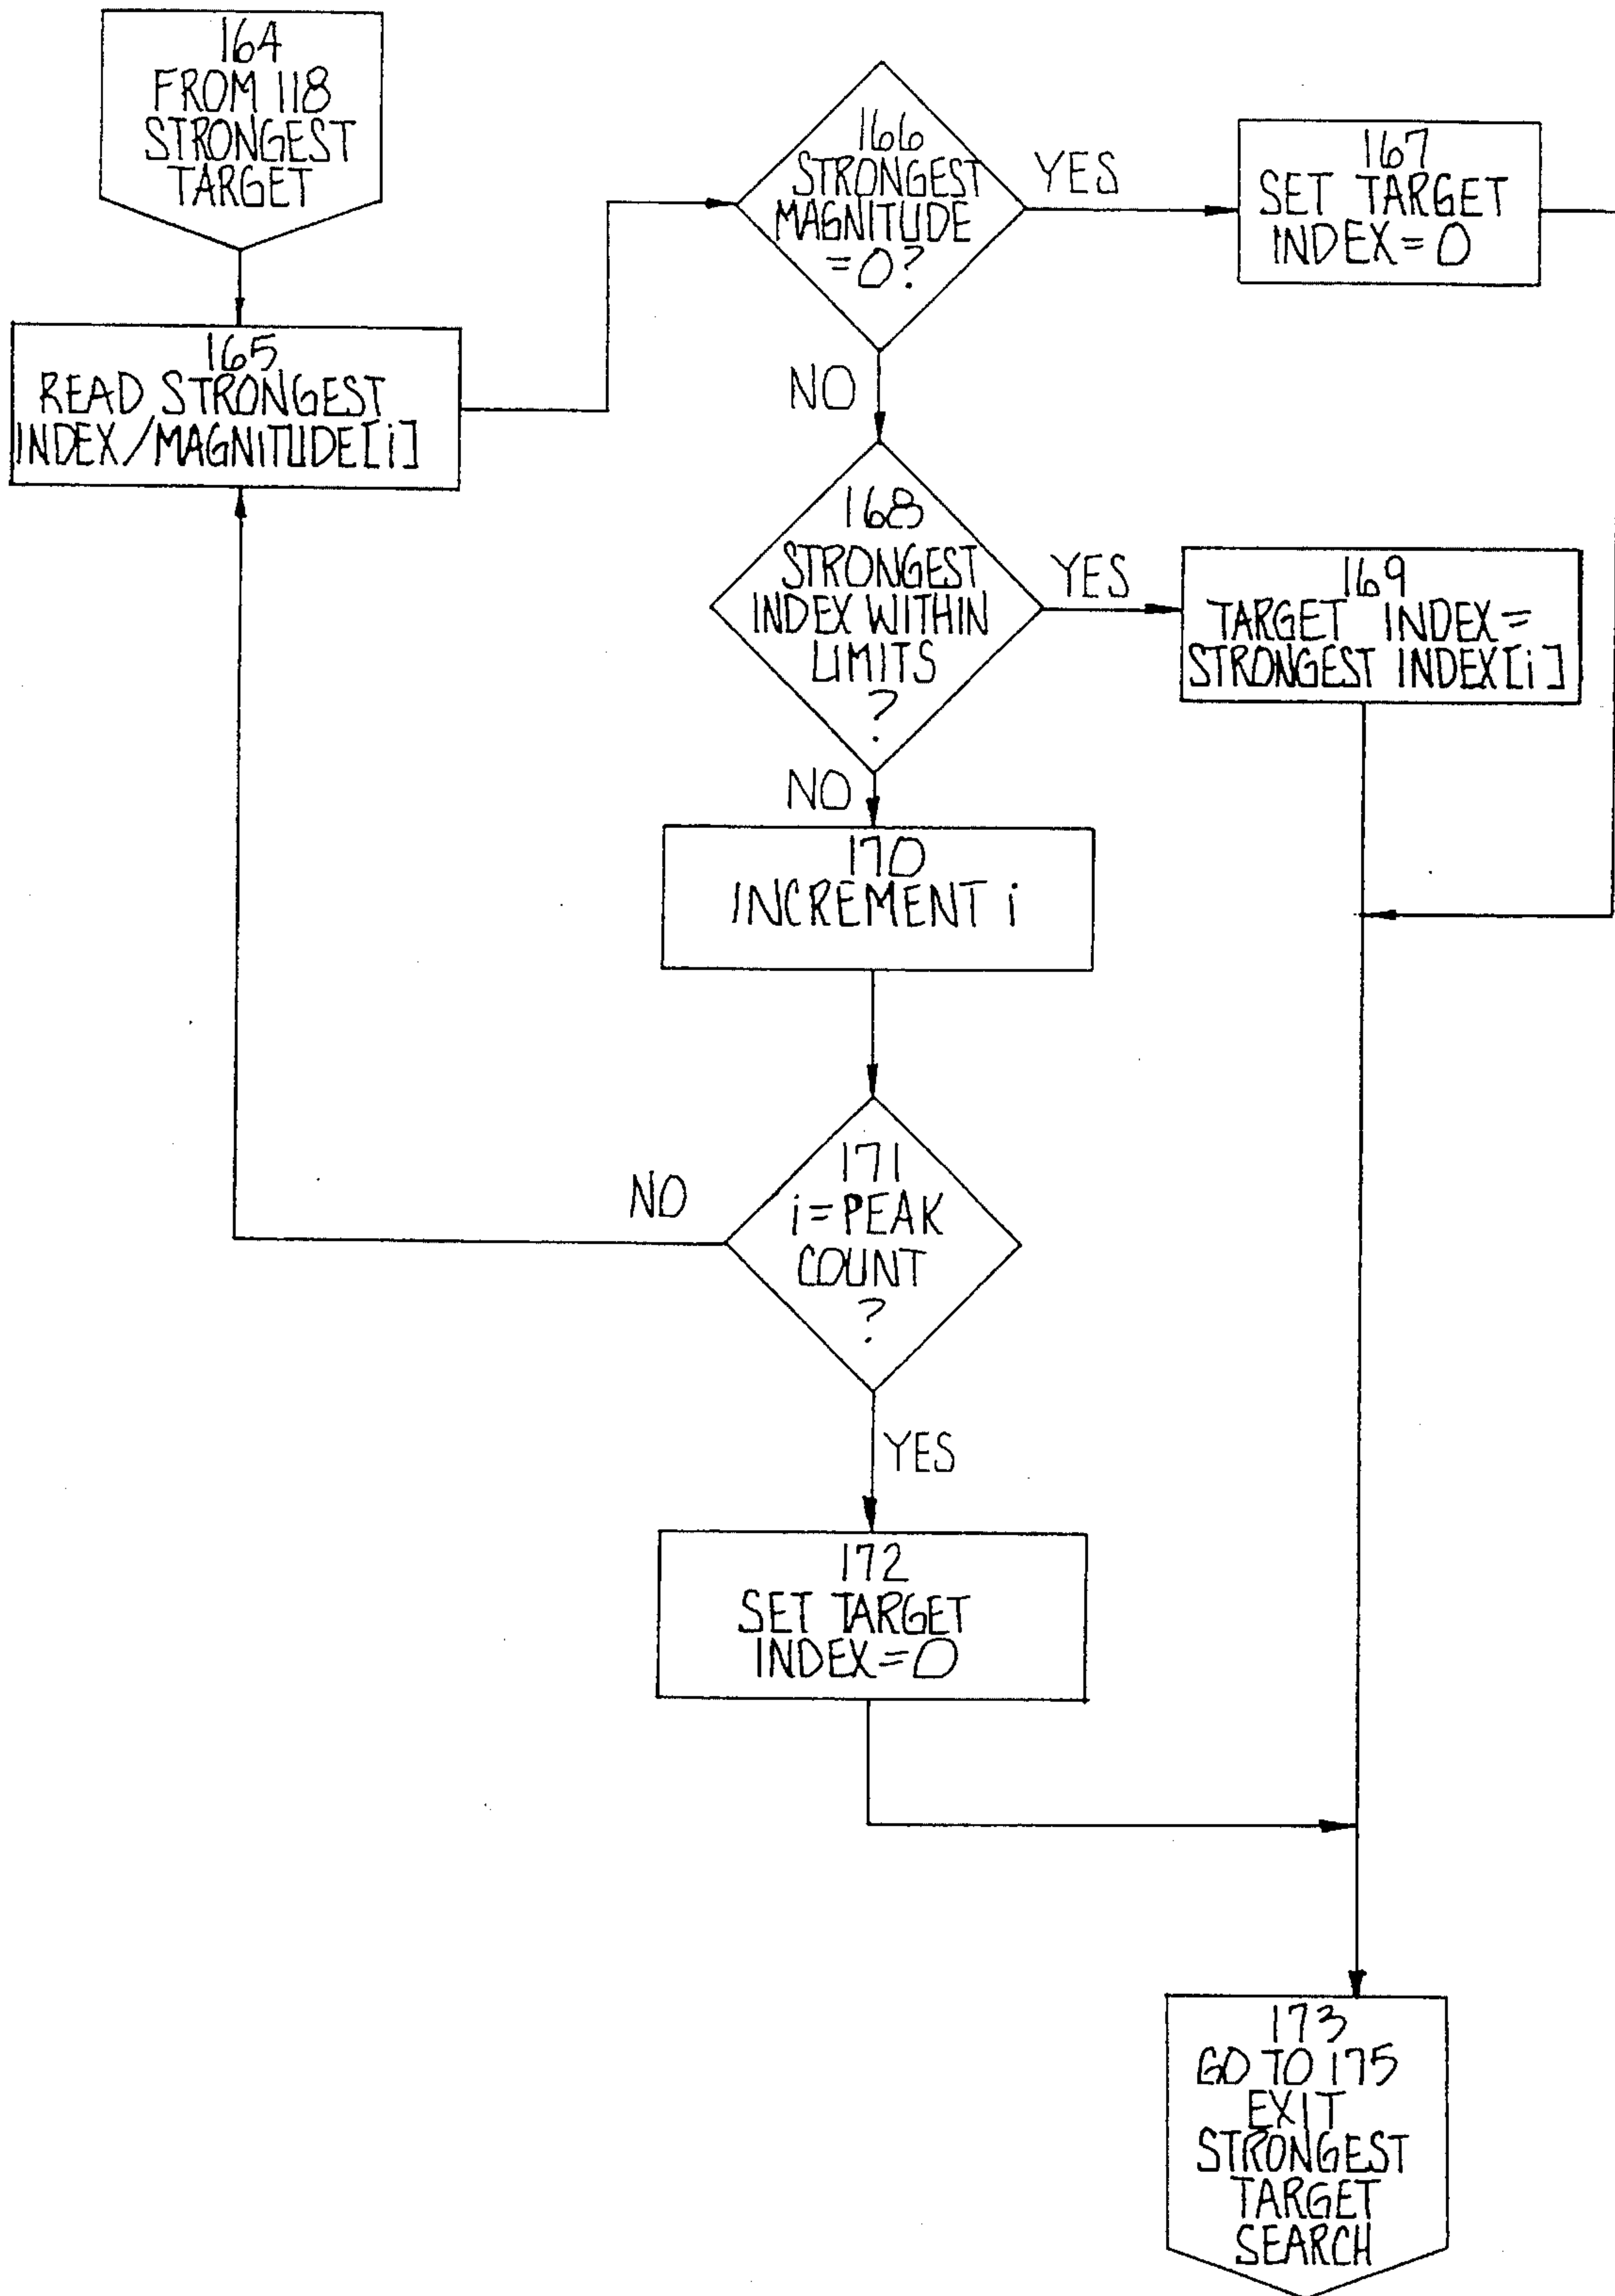 164
FROM 118
STRONGEST
TARGET
165
READ STRONGEST
INDEX/MAGNITUDE[i]
166
STRONGEST
MAGNITUDE
=0?
YES
167
SET TARGET
INDEX=0
NO
168
STRONGEST
INDEX WITHIN
LIMITS
?
YES
169
TARGET INDEX=
STRONGEST INDEX[i]
NO
170
INCREMENT i
171
i=PEAK
COUNT
?
NO
YES
172
SET TARGET
INDEX=0
173
GO TO 175
EXIT
STRONGEST
TARGET
SEARCH